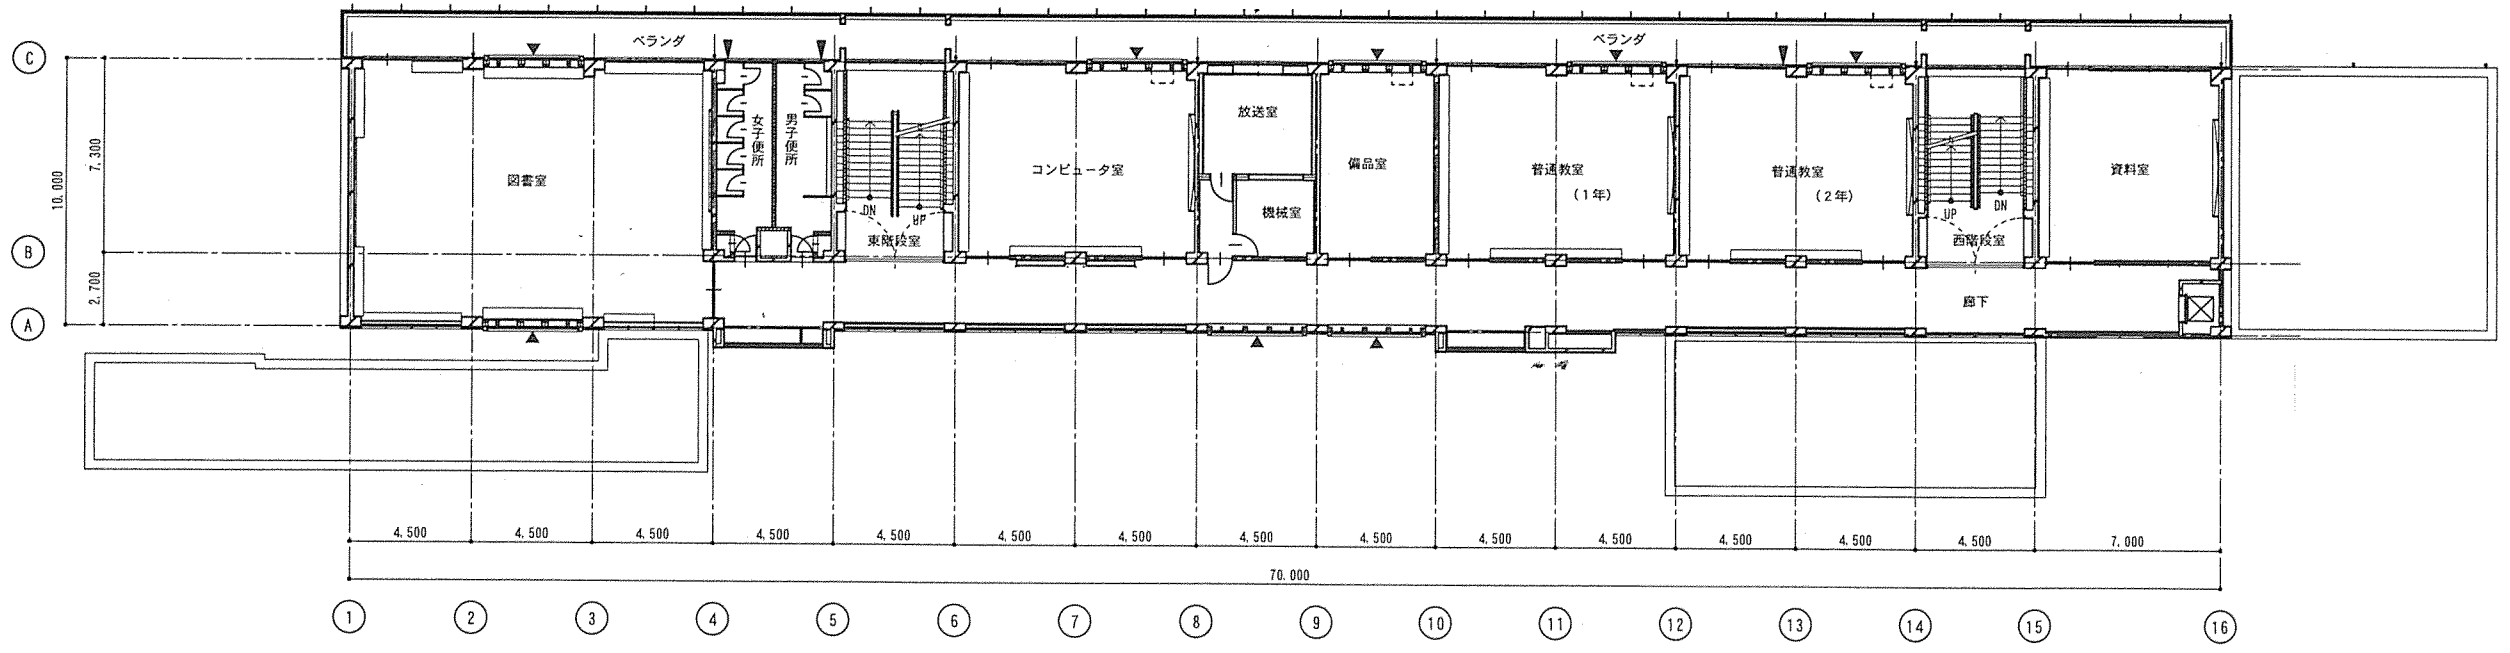 ベランダ
ベランダ
C
B
A
10.000
7,300
2.700
図書室
女子便所
男子便所
DN
UP
東階段室
コンピュータ室
放送室
機械室
備品室
普通教室
(1年)
普通教室
(2年)
UP
DN
西階段室
資料室
廊下
4,500
4,500
4,500
4,500
4,500
4,500
4,500
4,500
4,500
4,500
4,500
4,500
4,500
4,500
7,000
70.000
1
2
3
4
5
6
7
8
9
10
11
12
13
14
15
16